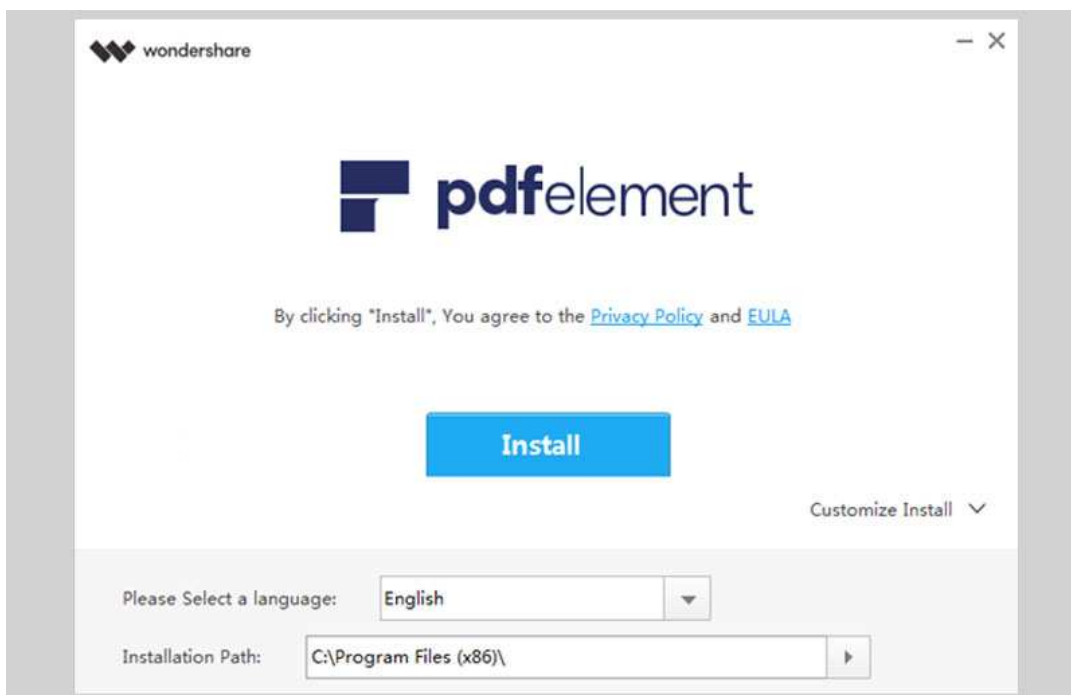 wondershare
pdfelement
By clicking "Install", You agree to the Privacy Policy and EULA
Install
Customize Install
Please Select a language: English
Installation Path: C:\Program Files (x86)\